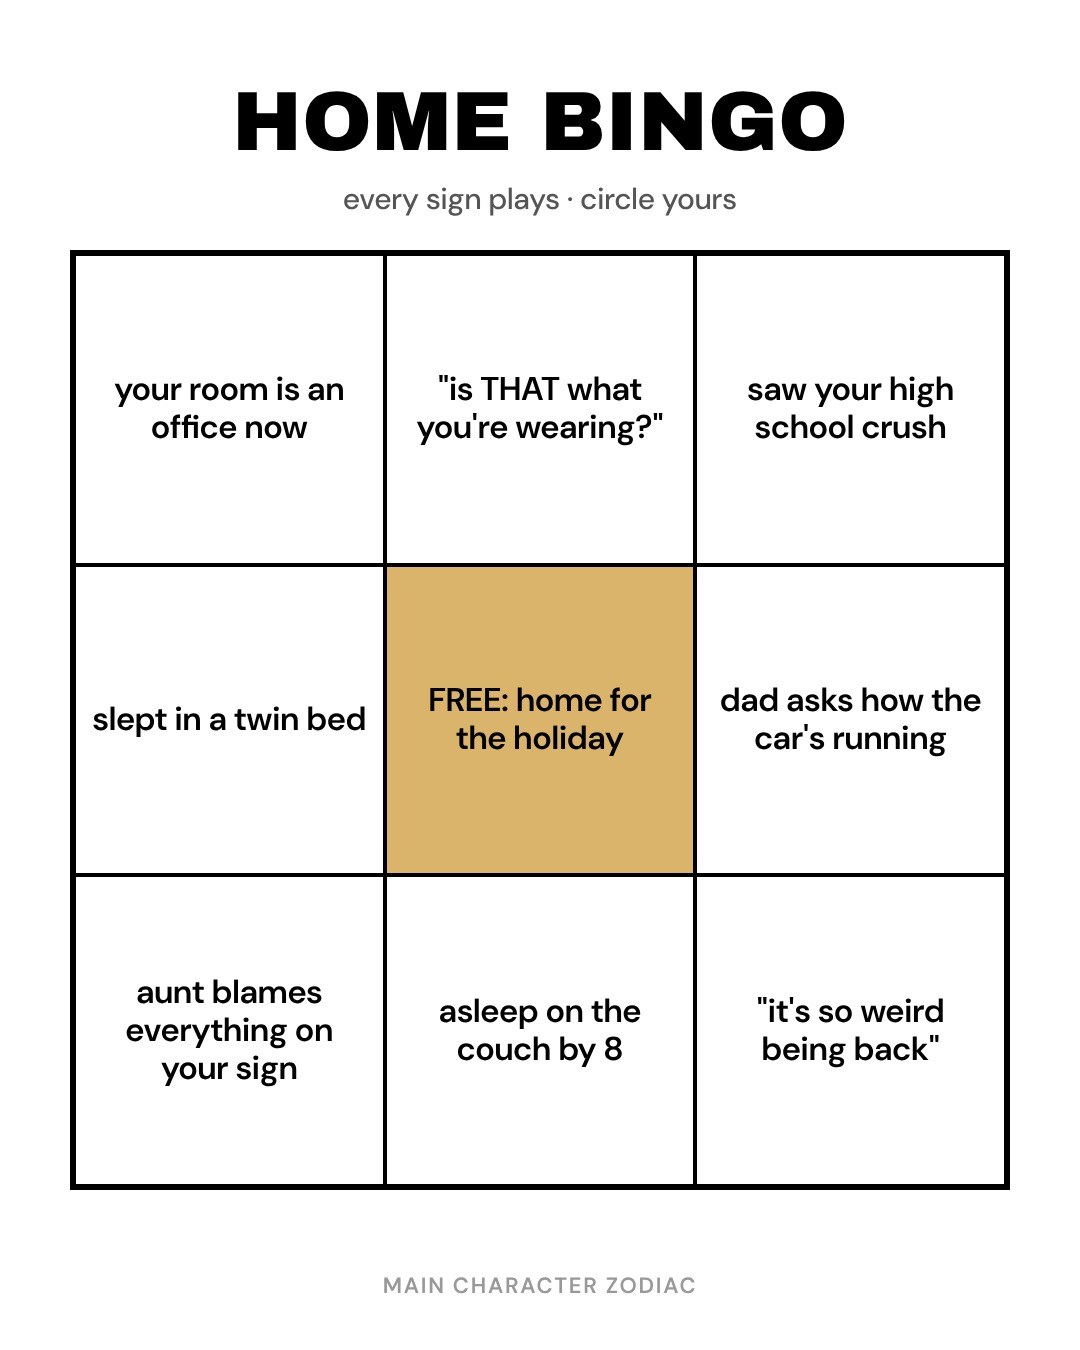 HOME BINGO
every sign plays · circle yours
your room is an
office now
"is THAT what
you're wearing?"
saw your high
school crush
slept in a twin bed
FREE: home for
the holiday
dad asks how the
car's running
aunt blames
everything on
your sign
asleep on the
couch by 8
"it's so weird
being back"
MAIN CHARACTER ZODIAC